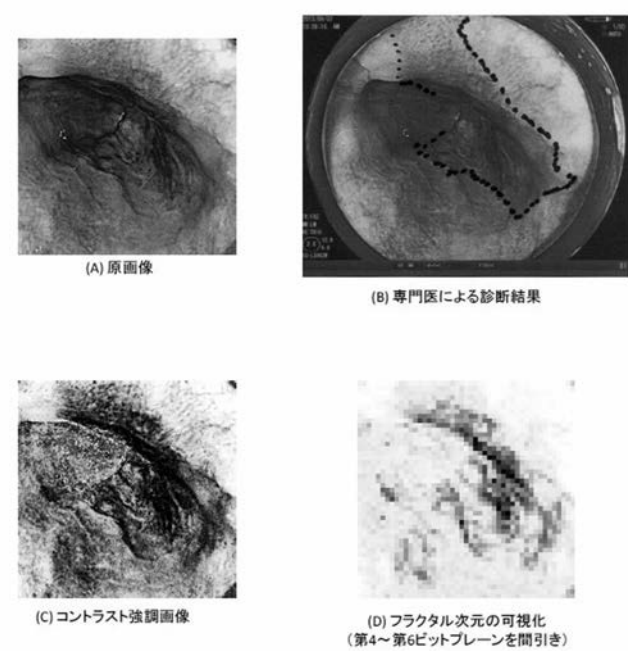 (A) 原画像
(B) 専門医による診断結果
(C) コントラスト強調画像
(D) フラクタル次元の可視化
(第4～第6ビットプレーンを間引き)